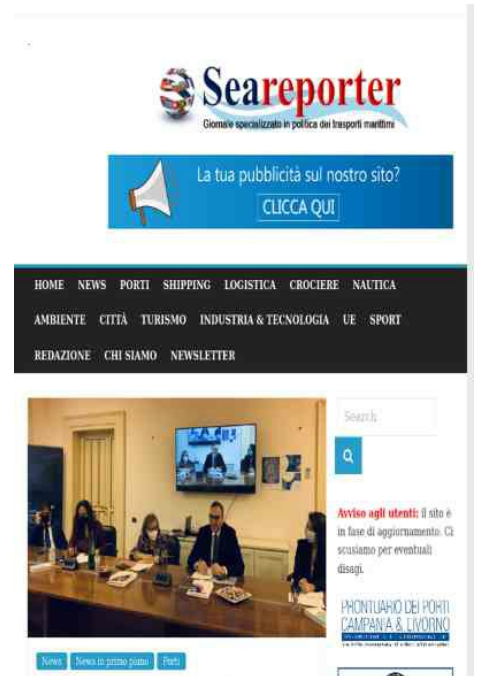 Seareporter
Giornale specializzato in politica dei trasporti marittimi
La tua pubblicità sul nostro sito?
CLICCA QUI
HOME NEWS PORTI SHIPPING LOGISTICA CROCIERE NAUTICA
AMBIENTE CITTÀ TURISMO INDUSTRIA & TECNOLOGIA UE SPORT
REDAZIONE CHI SIAMO NEWSLETTER
Search
Avviso agli utenti: il sito è
in fase di aggiornamento. Ci
scusiamo per eventuali
disagi.
PRONTUARIO DEI PORTI
CAMPANIA & LIVORNO
News News in primo piano Porti